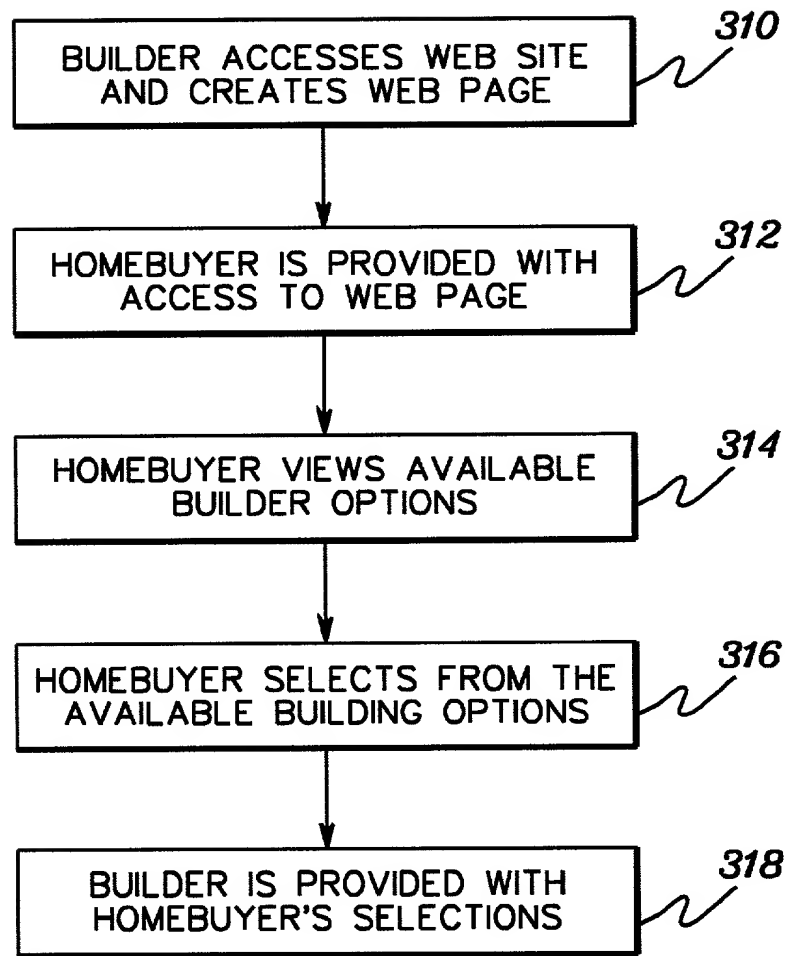 310
BUILDER ACCESSES WEB SITE
AND CREATES WEB PAGE
312
HOMEBUYER IS PROVIDED WITH
ACCESS TO WEB PAGE
314
HOMEBUYER VIEWS AVAILABLE
BUILDER OPTIONS
316
HOMEBUYER SELECTS FROM THE
AVAILABLE BUILDING OPTIONS
318
BUILDER IS PROVIDED WITH
HOMEBUYER'S SELECTIONS